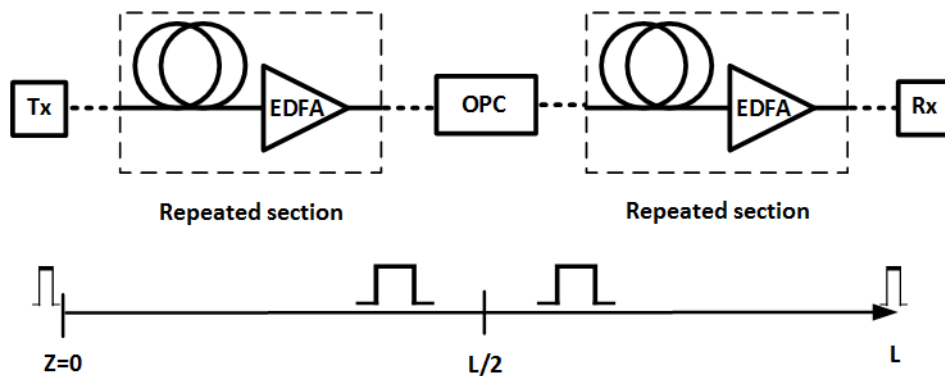 Tx
EDFA
OPC
EDFA
Rx
Repeated section
Repeated section
Z=0
L/2
L